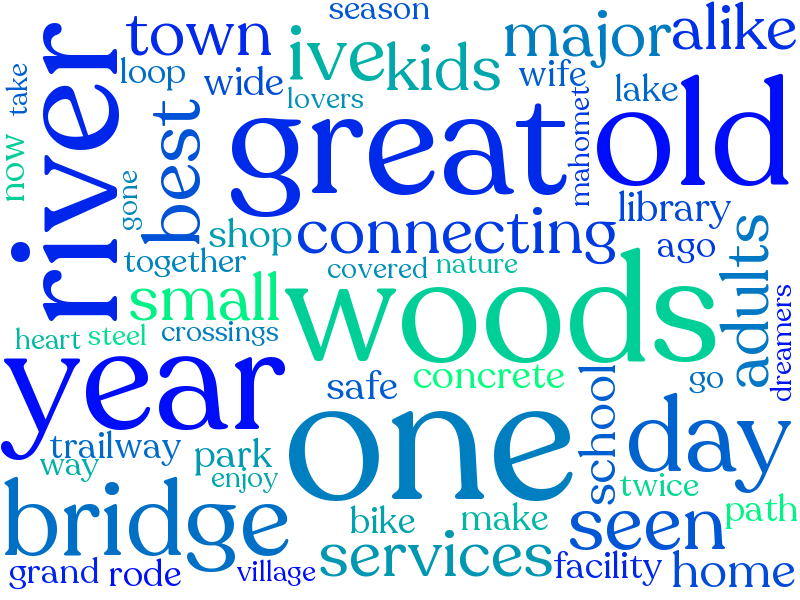 season
town
ive
major
alike
take
river
loop
wide
kids
wife
lovers
lake
great
old
mahomet
now
best
gone
library
shop
connecting
ago
together
covered
nature
adults
small
woods
heart
steel
crossings
dreamers
year
safe
concrete
go
school
one
day
trailway
park
way
enjoy
twice
bridge
bike
make
seen
path
services
grand
rode
village
facility
home